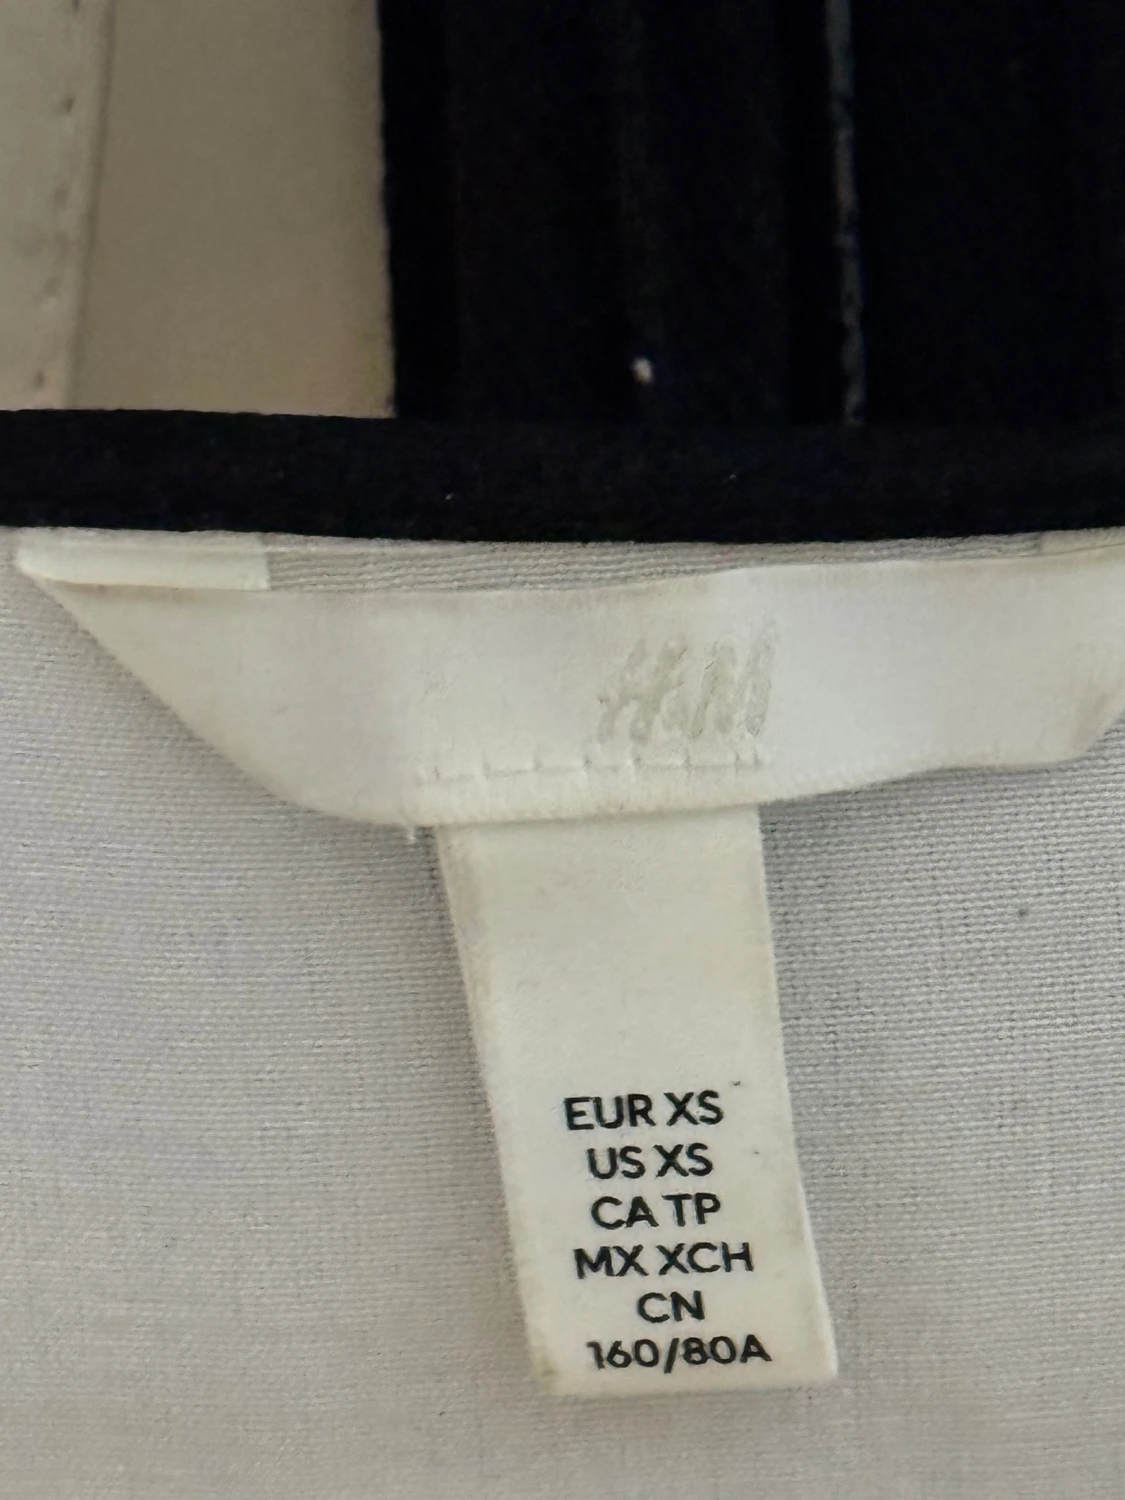 H&M
EUR XS
US XS
CA TP
MX XCH
CN
160/80A